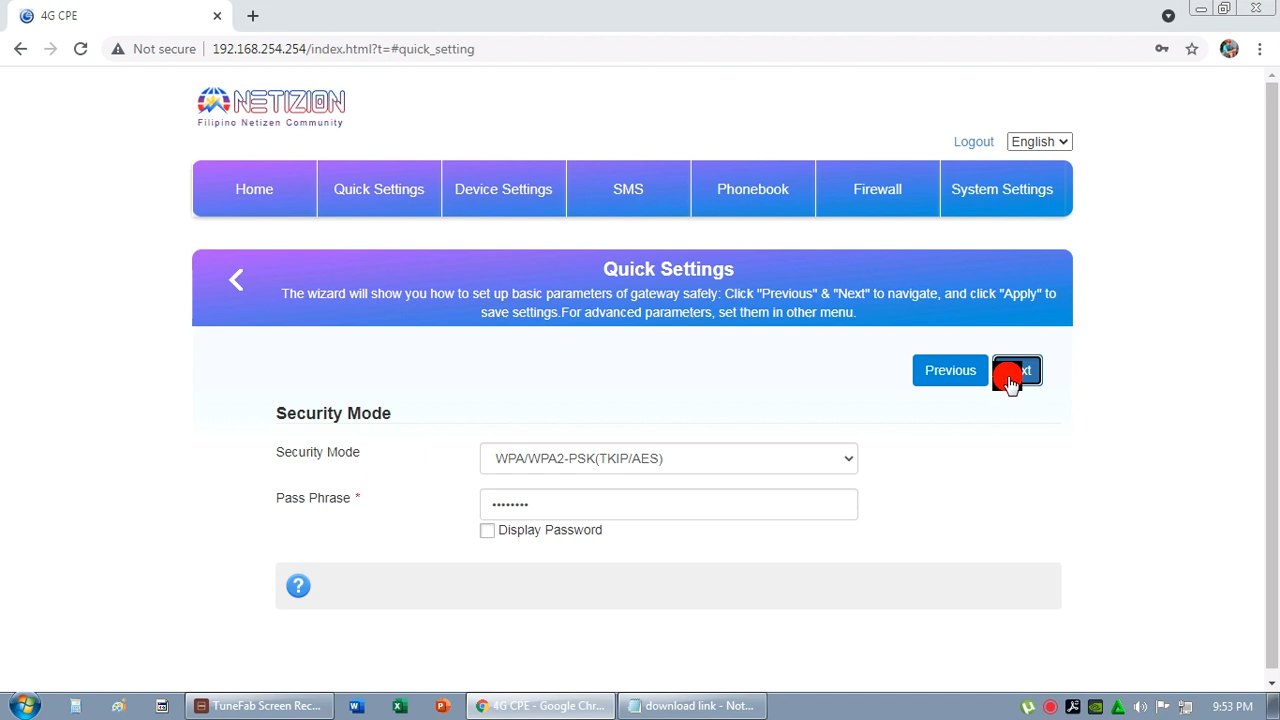 4G CPE
Not secure
192.168.254.254/index.html?t=#quick_setting
NETIZION
Filipino Netizen Community
Logout
English
Home
Quick Settings
Device Settings
SMS
Phonebook
Firewall
System Settings
Quick Settings
The wizard will show you how to set up basic parameters of gateway safely: Click "Previous" & "Next" to navigate, and click "Apply" to
save settings.For advanced parameters, set them in other menu.
Previous
Security Mode
Security Mode
WPA/WPA2-PSK(TKIP/AES)
Pass Phrase *
••••••••
Display Password
?
TuneFab Screen Rec...
4G CPE - Google Chr...
download link - Not...
9:53 PM